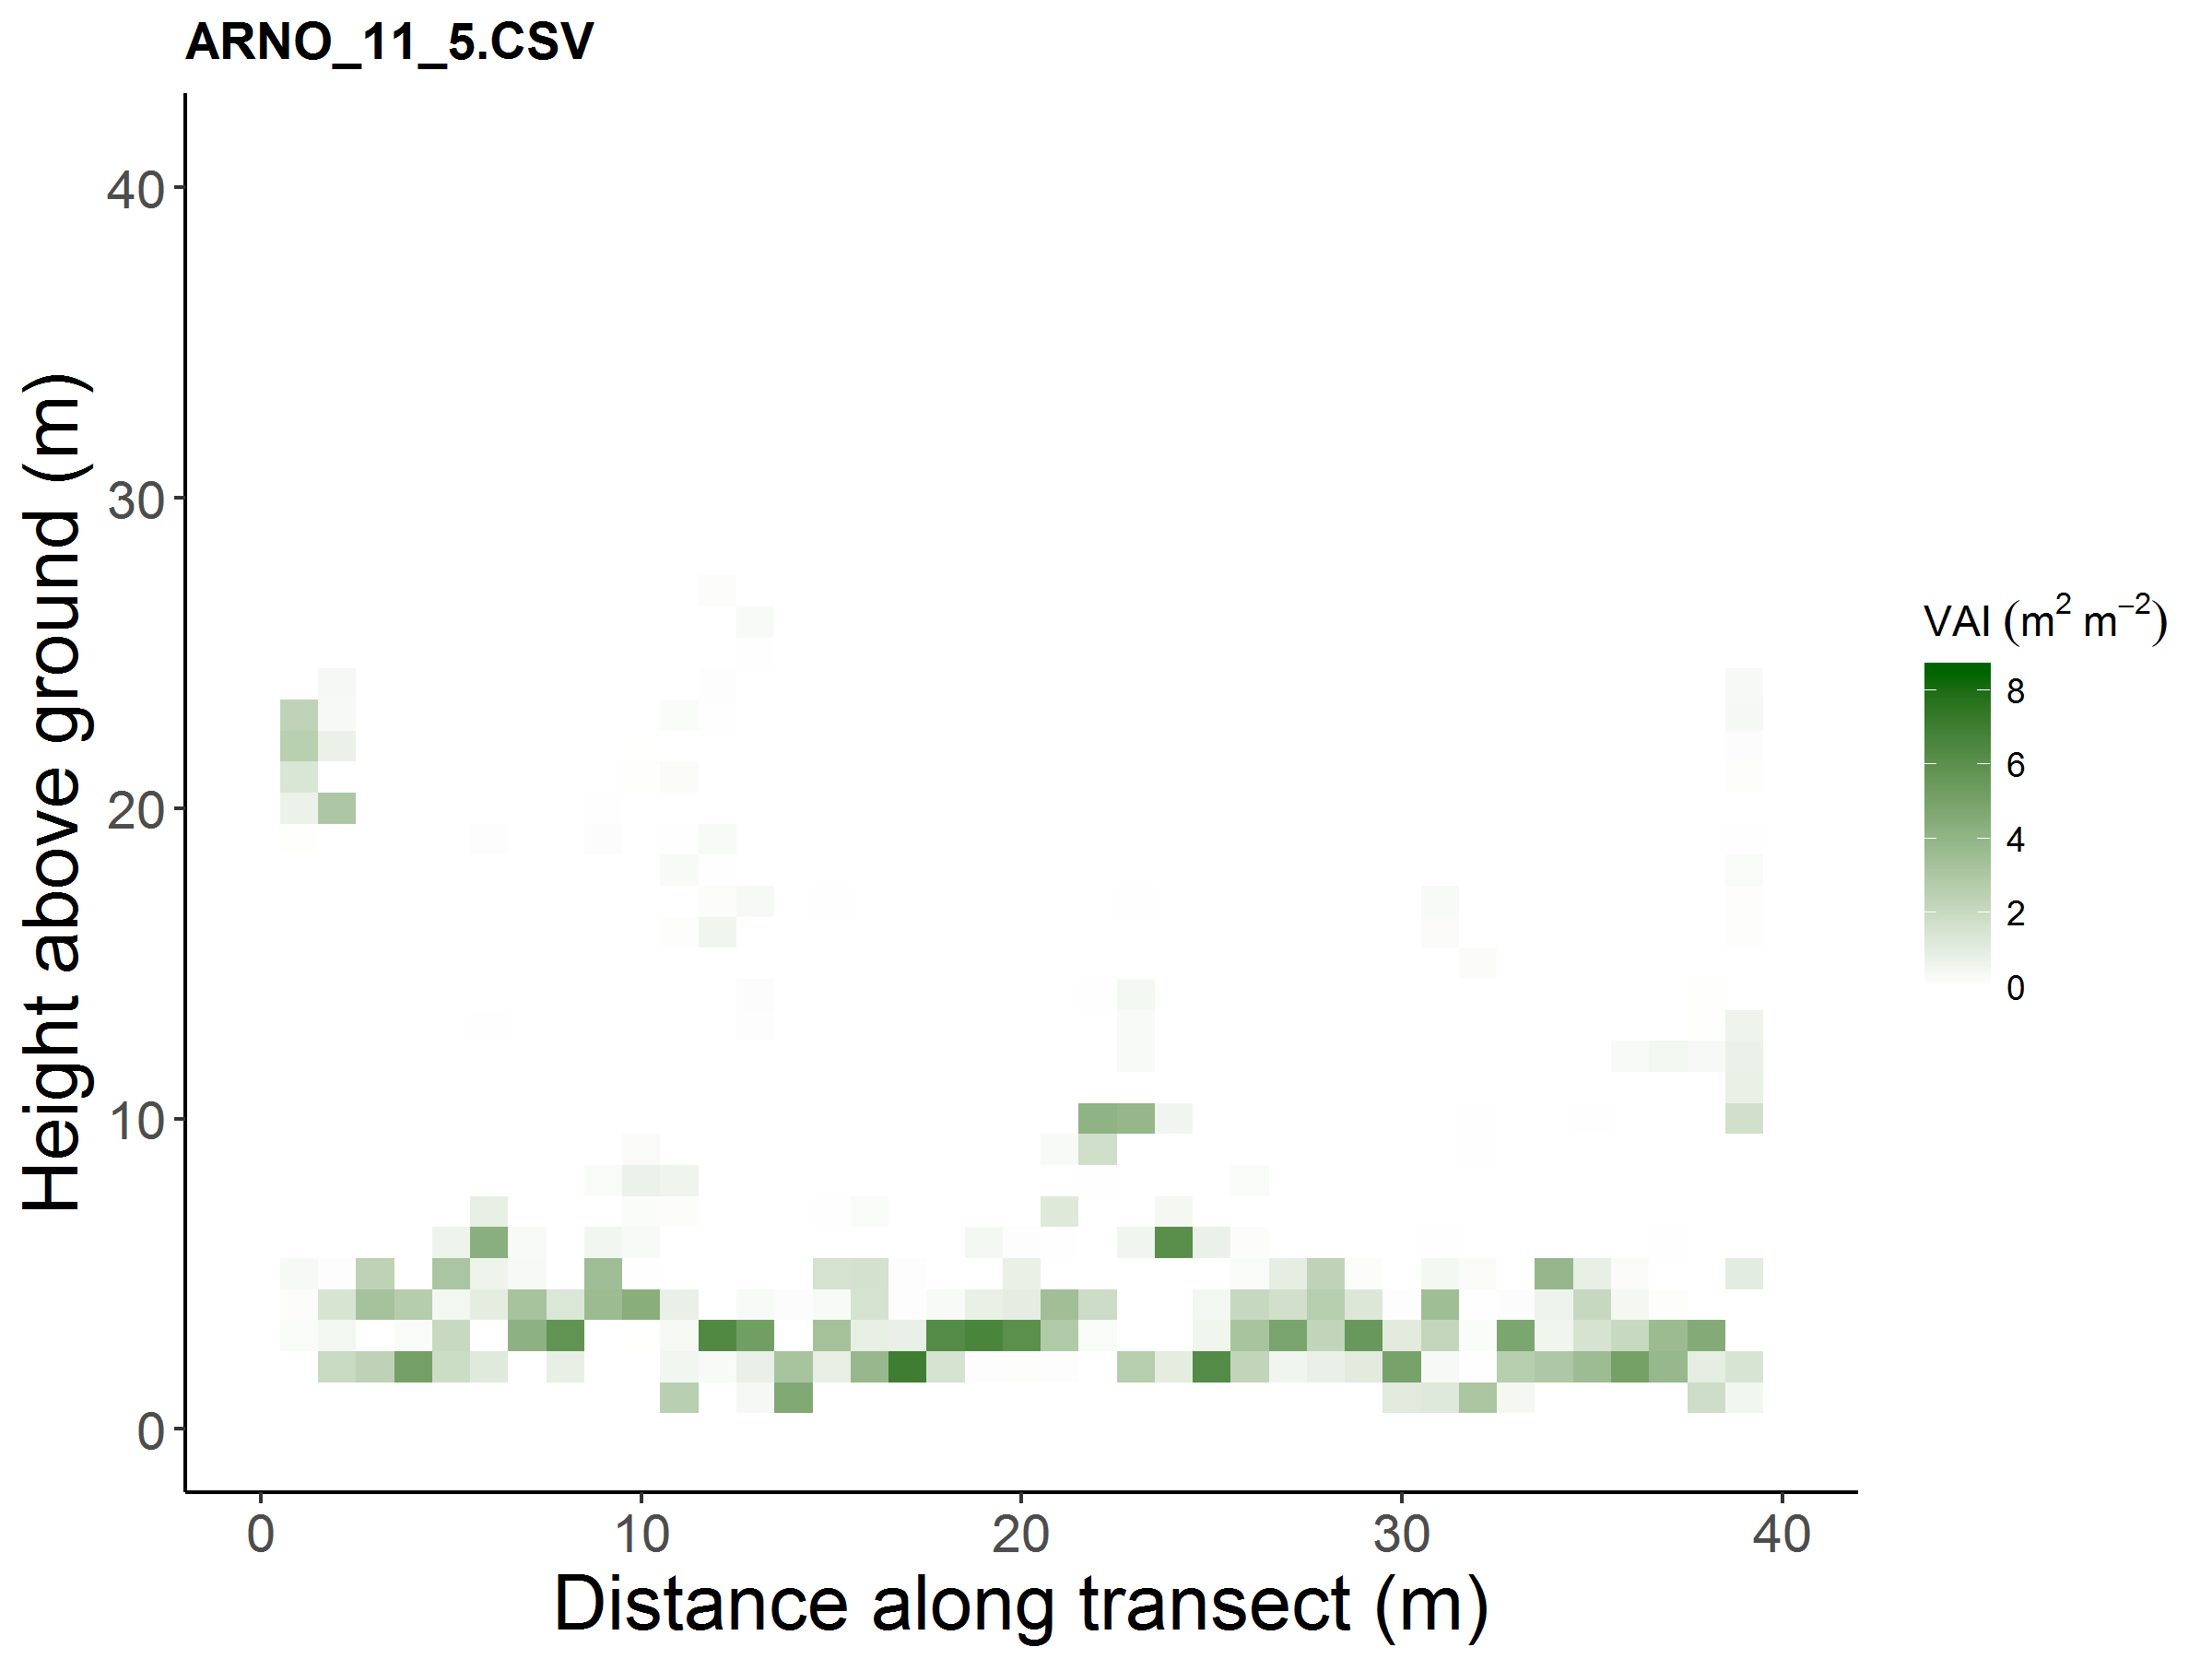 ARNO_11_5.CSV
Height above ground (m)
40
30
20
10
0
0 10 20 30 40
Distance along transect (m)
VAI (m² m⁻²)
8
6
4
2
0